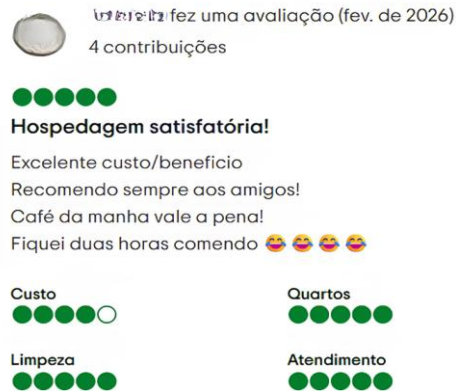 fez uma avaliação (fev. de 2026)
4 contribuições
Hospedagem satisfatória!
Excelente custo/beneficio
Recomendo sempre aos amigos!
Café da manha vale a pena!
Fiquei duas horas comendo 😂 😂 😂 😂
Custo
Quartos
Limpeza
Atendimento